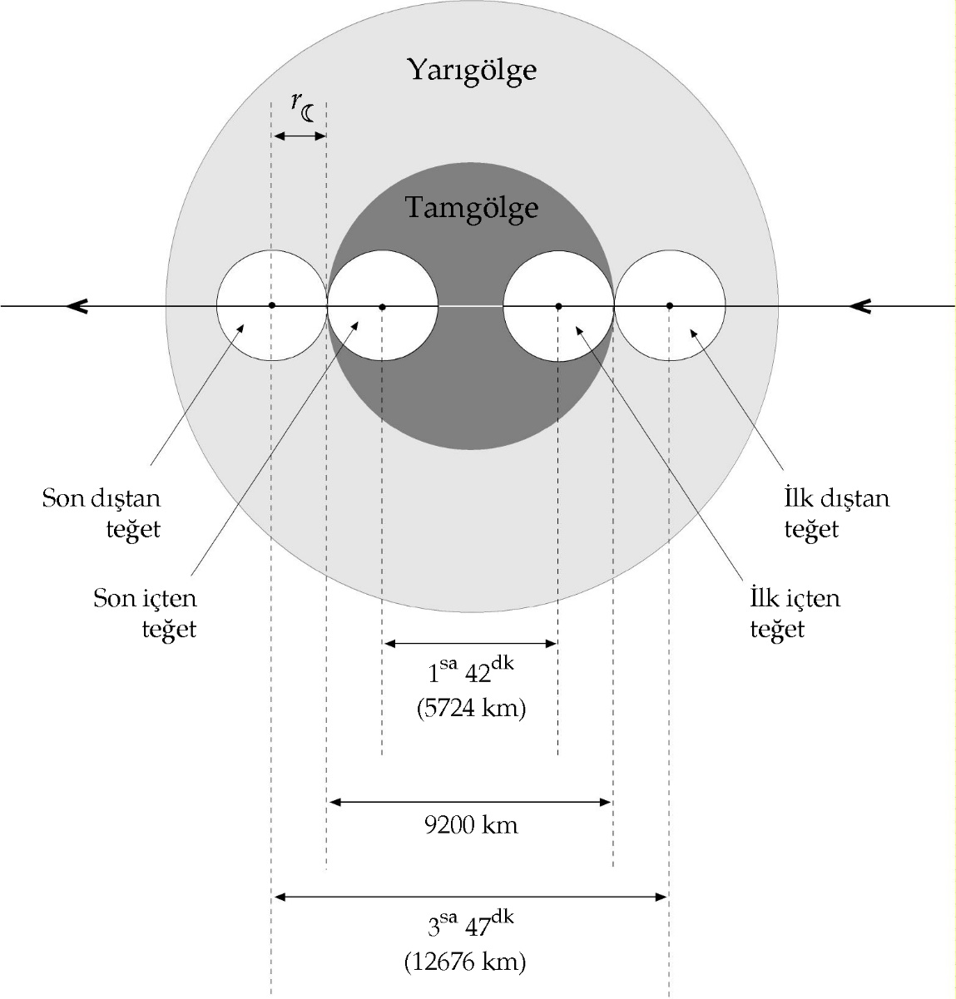 Yarıgölge
r☾
Tamgölge
Son dıştan
teğet
İlk dıştan
teğet
Son içten
teğet
İlk içten
teğet
1sa 42dk
(5724 km)
9200 km
3sa 47dk
(12676 km)